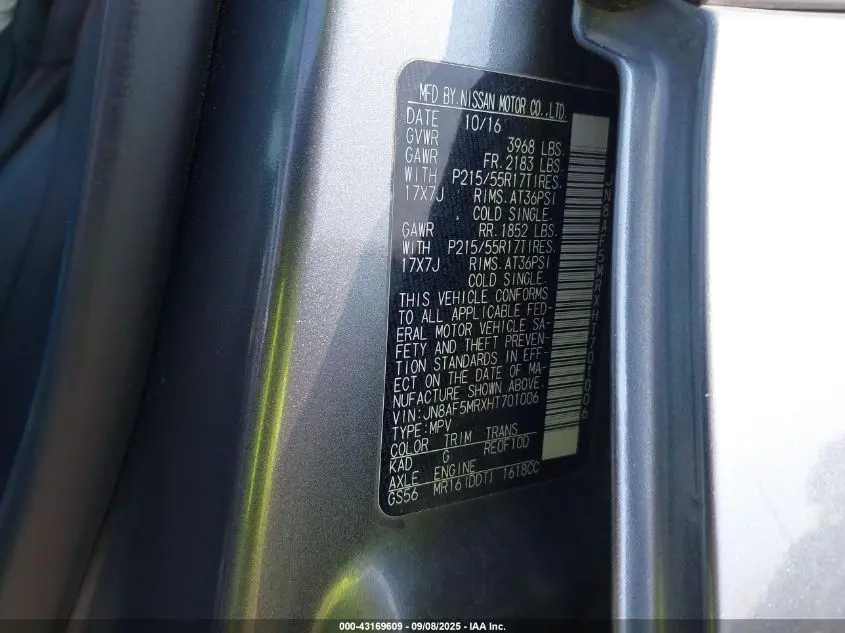 MFD BY.NISSAN MOTOR CO.,LTD.
DATE 10/16
GVWR 3968 LBS.
GAWR FR.2183 LBS.
WITH P215/55R17TIRES.
17X7J RIMS.AT36PSI
COLD SINGLE.
GAWR RR.1852 LBS.
WITH P215/55R17TIRES.
17X7J RIMS.AT36PSI
COLD SINGLE.
THIS VEHICLE CONFORMS
TO ALL APPLICABLE FED-
ERAL MOTOR VEHICLE SA-
FETY AND THEFT PREVEN-
TION STANDARDS IN EFF-
ECT ON THE DATE OF MA-
NUFACTURE SHOWN ABOVE.
VIN:JN8AF5MRXHT701006
TYPE:MPV
COLOR TRIM TRANS
KAD G RE0F10D
AXLE ENGINE
GS56 MR16(DDT) 1618CC
JN8AF5MRXHT701006
000-43169609 - 09/08/2025 - IAA Inc.